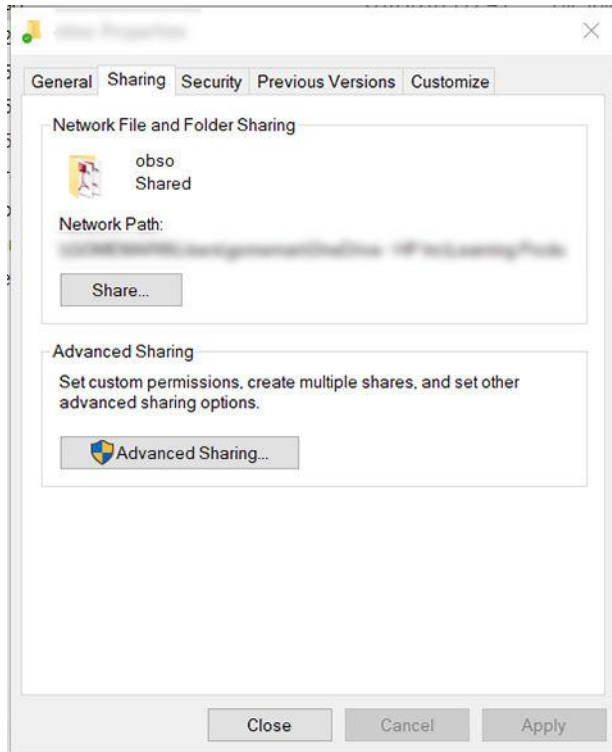 General Sharing Security Previous Versions Customize
Network File and Folder Sharing
obso
Shared
Network Path:
Share...
Advanced Sharing
Set custom permissions, create multiple shares, and set other
advanced sharing options.
Advanced Sharing...
Close Cancel Apply